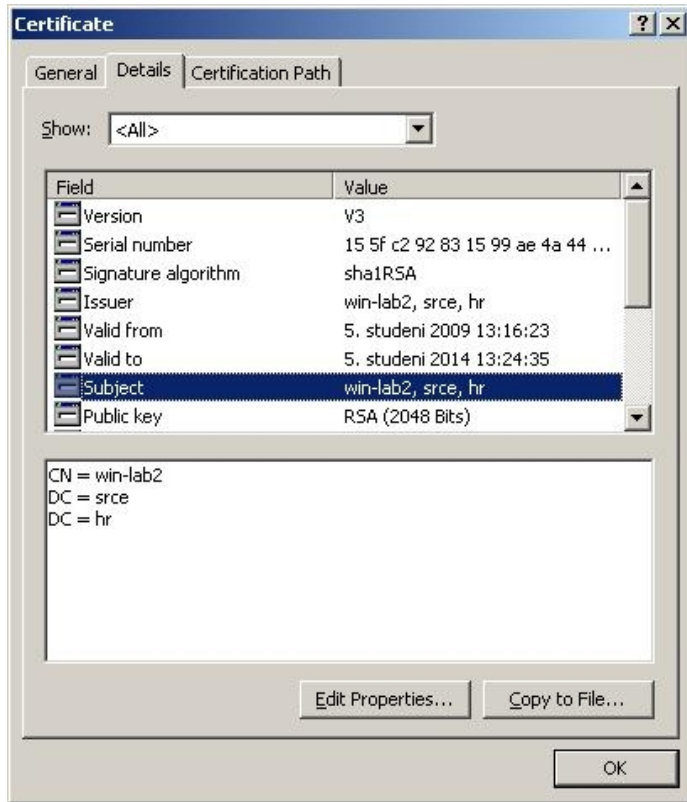 Certificate
General Details Certification Path
Show: <All>
Field Value
Version V3
Serial number 15 5f c2 92 83 15 99 ae 4a 44 ...
Signature algorithm sha1RSA
Issuer win-lab2, srce, hr
Valid from 5. studeni 2009 13:16:23
Valid to 5. studeni 2014 13:24:35
Subject win-lab2, srce, hr
Public key RSA (2048 Bits)
CN = win-lab2
DC = srce
DC = hr
Edit Properties... Copy to File...
OK